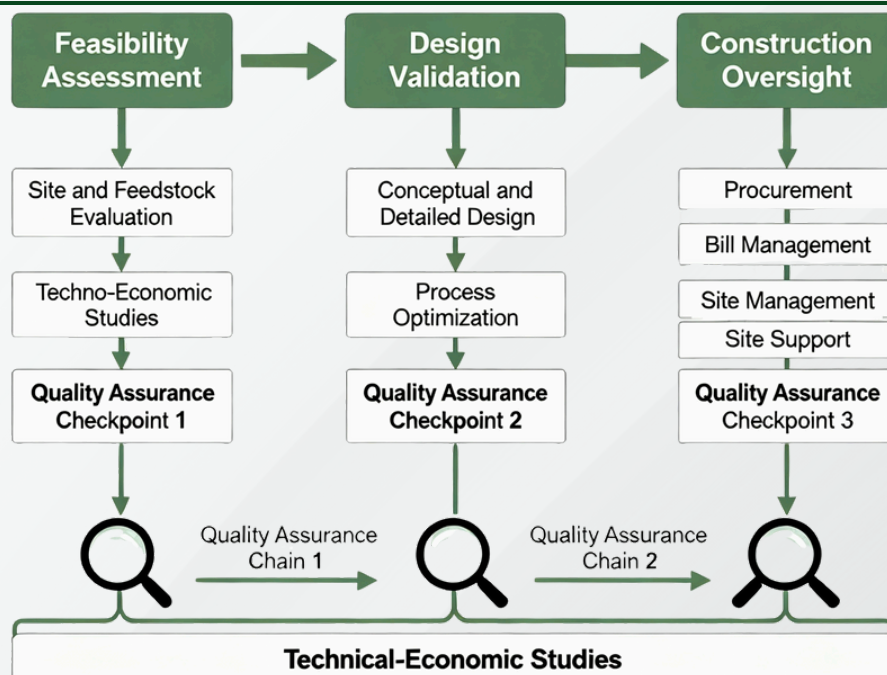 Feasibility
Assessment
Design
Validation
Construction
Oversight
Site and Feedstock
Evaluation
Techno-Economic
Studies
Quality Assurance
Checkpoint 1
Conceptual and
Detailed Design
Process
Optimization
Quality Assurance
Checkpoint 2
Procurement
Bill Management
Site Management
Site Support
Quality Assurance
Checkpoint 3
Quality Assurance
Chain 1
Quality Assurance
Chain 2
Technical-Economic Studies